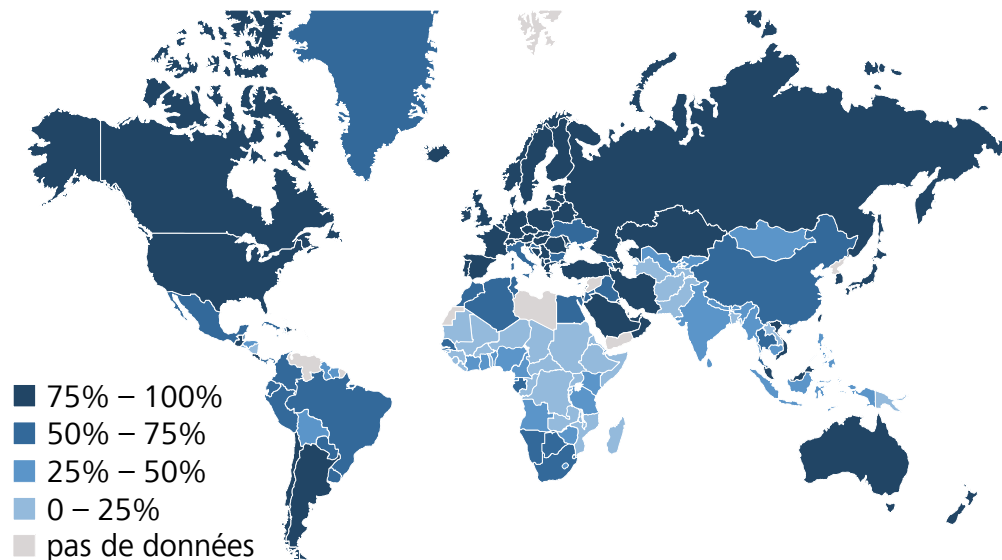 75% – 100%
50% – 75%
25% – 50%
0 – 25%
pas de données